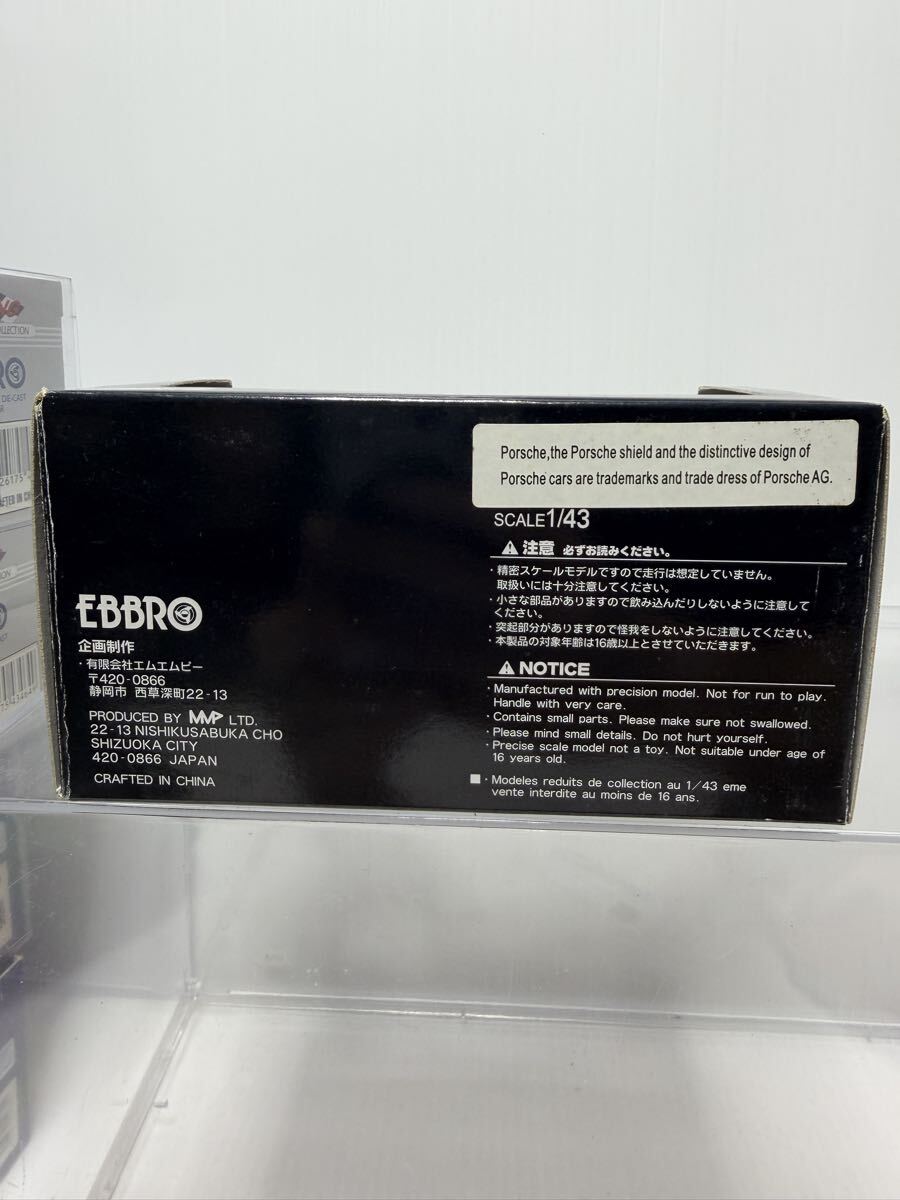 OLLECTION
RO
DIE-CAST
26175
Porsche,the Porsche shield and the distinctive design of
Porsche cars are trademarks and trade dress of Porsche AG.
SCALE1/43
注意 必ずお読みください。
・精密スケールモデルですので走行は想定していません。
取扱いには十分注意してください。
・小さな部品がありますので飲み込んだりしないように注意して
ください。
・突起部分がありますので怪我をしないように注意してください。
・本製品の対象年齢は16歳以上とさせていただきます。
NOTICE
・Manufactured with precision model. Not for run to play.
Handle with very care.
・Contains small parts. Please make sure not swallowed.
・Please mind small details. Do not hurt yourself.
・Precise scale model not a toy. Not suitable under age of
16 years old.
■・Modeles reduits de collection au 1/43 eme
vente interdite au moins de 16 ans.
EBBRO
企画制作
・有限会社エムエムピー
〒420-0866
静岡市 西草深町22-13
PRODUCED BY MMP LTD.
22-13 NISHIKUSABUKA CHO
SHIZUOKA CITY
420-0866 JAPAN
CRAFTED IN CHINA